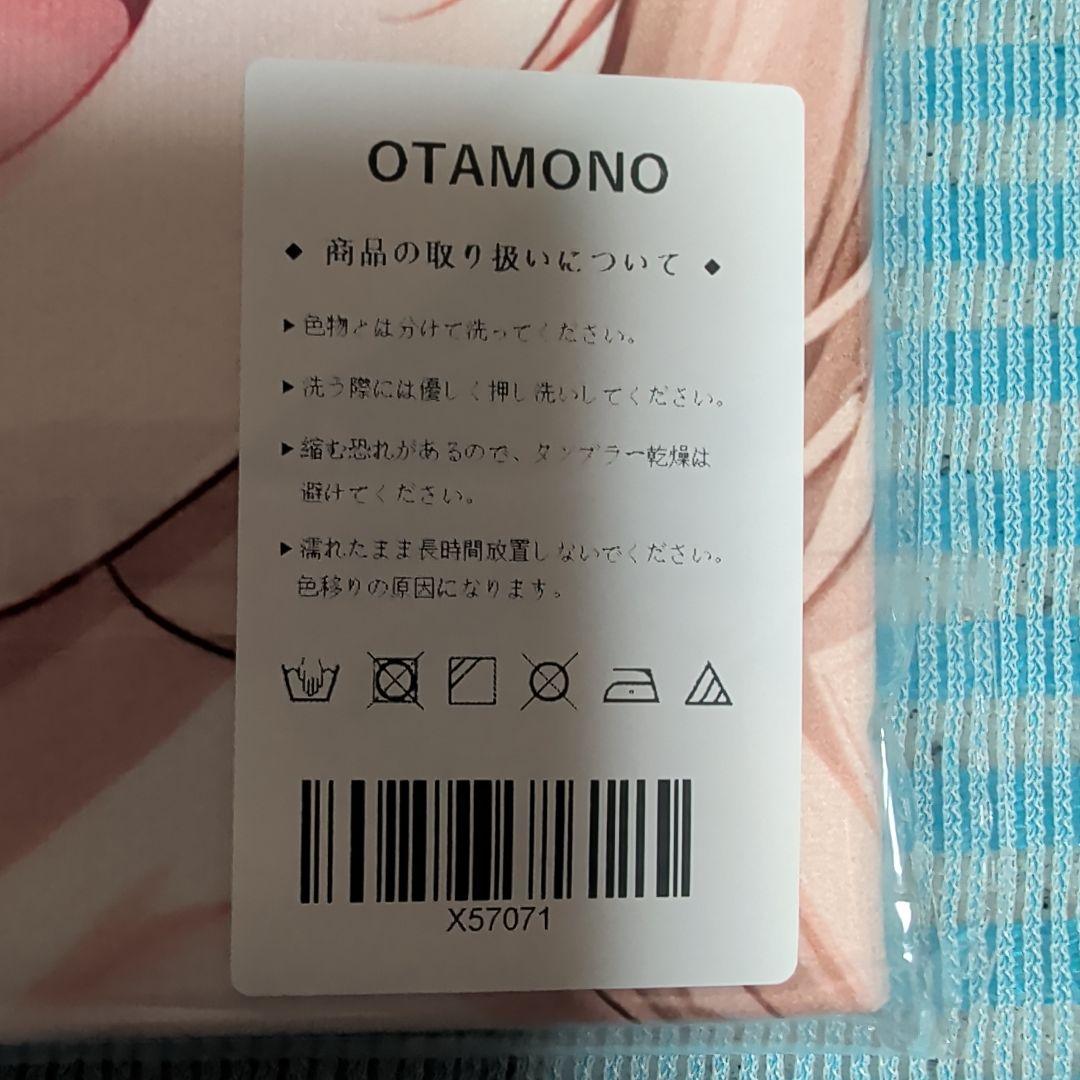 OTAMONO
◆ 商品の取り扱いについて ◆
▶色物とは分けて洗ってください。
▶洗う際には優しく押し洗いしてください。
▶縮む恐れがあるので、タンブラー乾燥は
避けてください。
▶濡れたまま長時間放置しないでください。
色移りの原因になります。
X57071